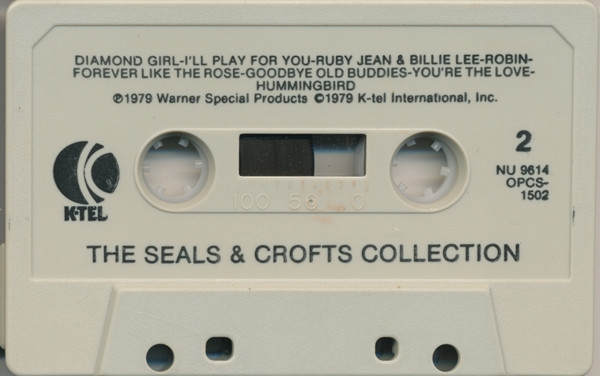 DIAMOND GIRL-I'LL PLAY FOR YOU-RUBY JEAN & BILLIE LEE-ROBIN-
FOREVER LIKE THE ROSE-GOODBYE OLD BUDDIES-YOU'RE THE LOVE-
HUMMINGBIRD
℗1979 Warner Special Products ©1979 K-tel International, Inc.
2
NU 9614
OPCS-
1502
K-TEL
100 50 0
THE SEALS & CROFTS COLLECTION